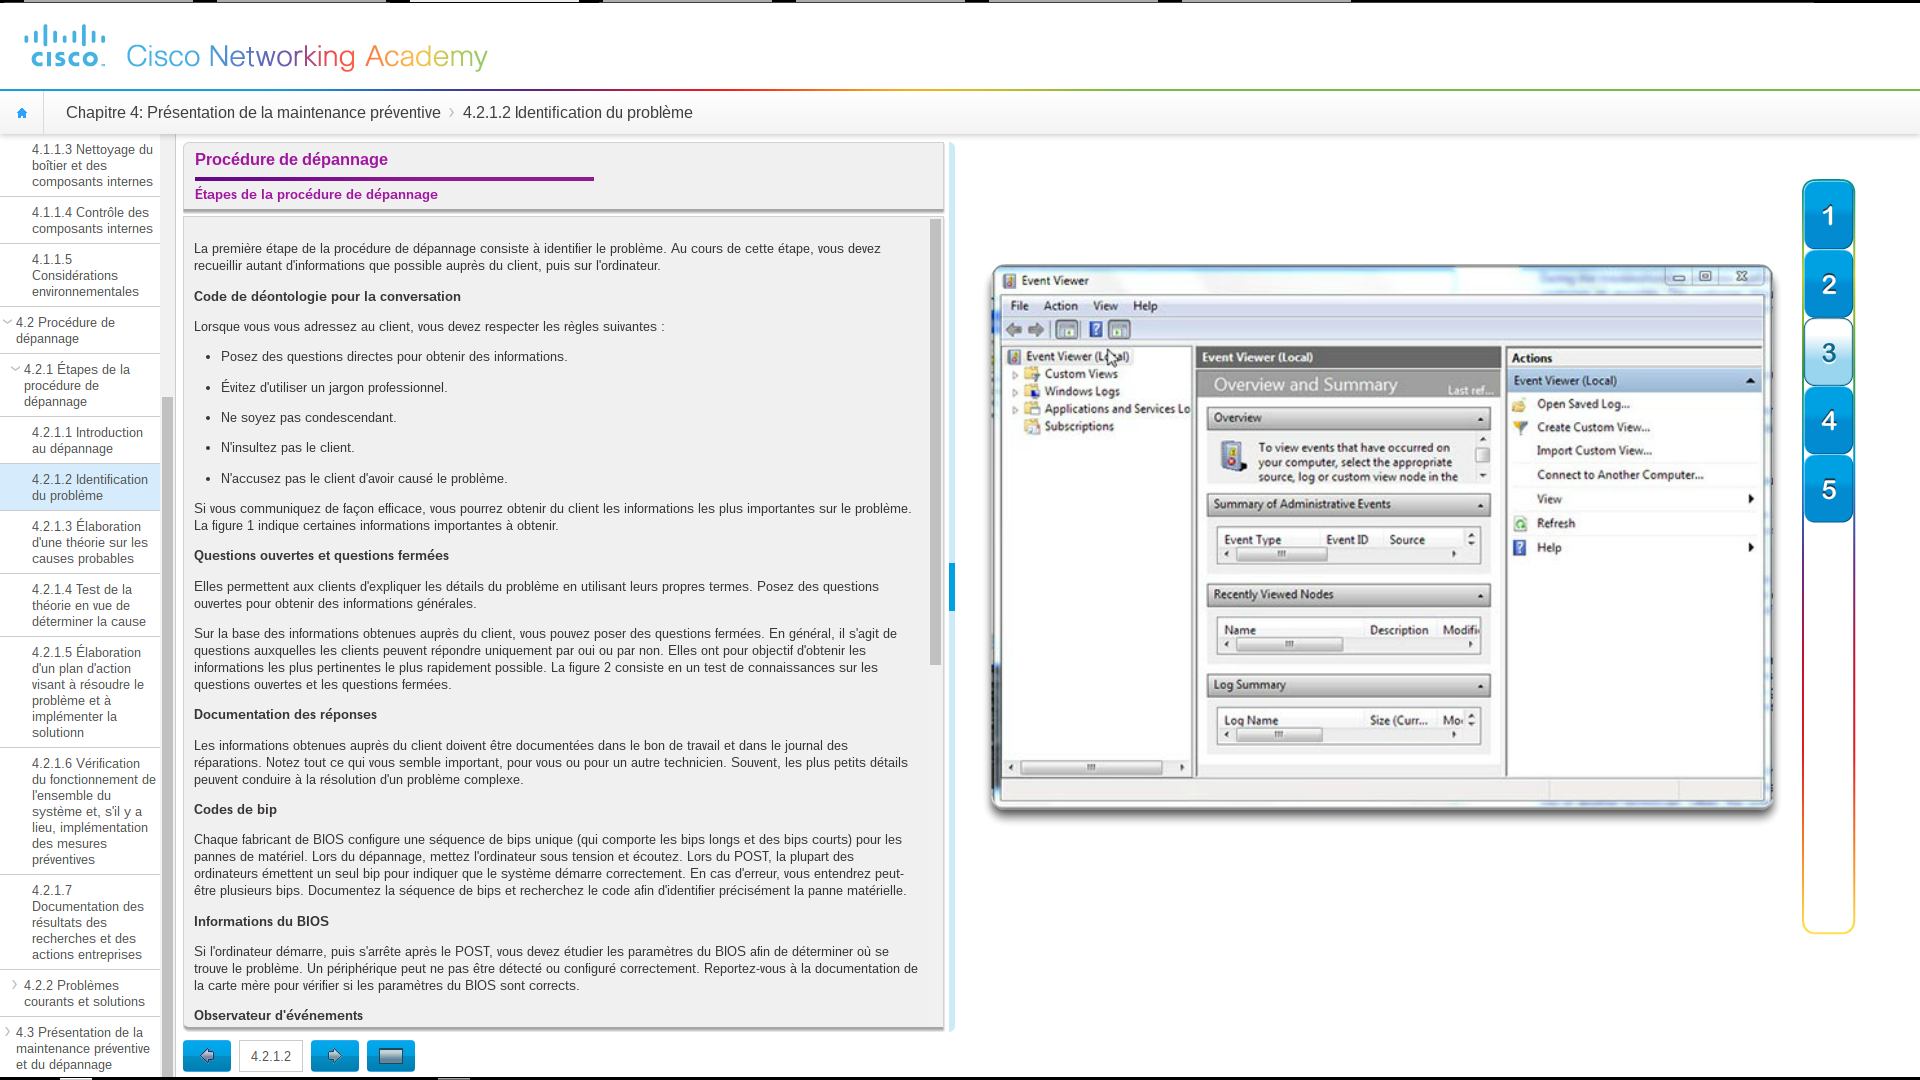 cisco
Cisco Networking Academy
Chapitre 4: Présentation de la maintenance préventive
4.2.1.2 Identification du problème
4.1.1.3 Nettoyage du
boîtier et des
composants internes
4.1.1.4 Contrôle des
composants internes
4.1.1.5
Considérations
environnementales
4.2 Procédure de
dépannage
4.2.1 Étapes de la
procédure de
dépannage
4.2.1.1 Introduction
au dépannage
4.2.1.2 Identification
du problème
4.2.1.3 Élaboration
d'une théorie sur les
causes probables
4.2.1.4 Test de la
théorie en vue de
déterminer la cause
4.2.1.5 Élaboration
d'un plan d'action
visant à résoudre le
problème et à
implémenter la
solutionn
4.2.1.6 Vérification
du fonctionnement de
l'ensemble du
système et, s'il y a
lieu, implémentation
des mesures
préventives
4.2.1.7
Documentation des
résultats des
recherches et des
actions entreprises
4.2.2 Problèmes
courants et solutions
4.3 Présentation de la
maintenance préventive
et du dépannage
Procédure de dépannage
Étapes de la procédure de dépannage
La première étape de la procédure de dépannage consiste à identifier le problème. Au cours de cette étape, vous devez
recueillir autant d'informations que possible auprès du client, puis sur l'ordinateur.
Code de déontologie pour la conversation
Lorsque vous vous adressez au client, vous devez respecter les règles suivantes :
• Posez des questions directes pour obtenir des informations.
• Évitez d'utiliser un jargon professionnel.
• Ne soyez pas condescendant.
• N'insultez pas le client.
• N'accusez pas le client d'avoir causé le problème.
Si vous communiquez de façon efficace, vous pourrez obtenir du client les informations les plus importantes sur le problème.
La figure 1 indique certaines informations importantes à obtenir.
Questions ouvertes et questions fermées
Elles permettent aux clients d'expliquer les détails du problème en utilisant leurs propres termes. Posez des questions
ouvertes pour obtenir des informations générales.
Sur la base des informations obtenues auprès du client, vous pouvez poser des questions fermées. En général, il s'agit de
questions auxquelles les clients peuvent répondre uniquement par oui ou par non. Elles ont pour objectif d'obtenir les
informations les plus pertinentes le plus rapidement possible. La figure 2 consiste en un test de connaissances sur les
questions ouvertes et les questions fermées.
Documentation des réponses
Les informations obtenues auprès du client doivent être documentées dans le bon de travail et dans le journal des
réparations. Notez tout ce qui vous semble important, pour vous ou pour un autre technicien. Souvent, les plus petits détails
peuvent conduire à la résolution d'un problème complexe.
Codes de bip
Chaque fabricant de BIOS configure une séquence de bips unique (qui comporte les bips longs et des bips courts) pour les
pannes de matériel. Lors du dépannage, mettez l'ordinateur sous tension et écoutez. Lors du POST, la plupart des
ordinateurs émettent un seul bip pour indiquer que le système démarre correctement. En cas d'erreur, vous entendrez peut-
être plusieurs bips. Documentez la séquence de bips et recherchez le code afin d'identifier précisément la panne matérielle.
Informations du BIOS
Si l'ordinateur démarre, puis s'arrête après le POST, vous devez étudier les paramètres du BIOS afin de déterminer où se
trouve le problème. Un périphérique peut ne pas être détecté ou configuré correctement. Reportez-vous à la documentation de
la carte mère pour vérifier si les paramètres du BIOS sont corrects.
Observateur d'événements
4.2.1.2
Event Viewer
File Action View Help
Event Viewer (Local)
Custom Views
Windows Logs
Applications and Services Lo
Subscriptions
Event Viewer (Local)
Overview and Summary
Last ref...
Overview
To view events that have occurred on
your computer, select the appropriate
source, log or custom view node in the
Summary of Administrative Events
Event Type Event ID Source
Recently Viewed Nodes
Name Description Modifi
Log Summary
Log Name Size (Curr... Mo
Actions
Event Viewer (Local)
Open Saved Log...
Create Custom View...
Import Custom View...
Connect to Another Computer...
View
Refresh
Help
1
2
3
4
5